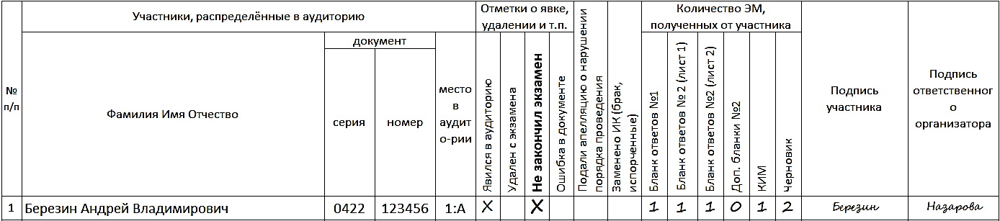 №
п/п
Участники, распределённые в аудиторию
Фамилия Имя Отчество
документ
серия
номер
место
в
аудит
о-рии
Отметки о явке,
удалении и т.п.
Явился в аудиторию
Удален с экзамена
Не закончил экзамен
Ошибка в документе
Подали апелляцию о нарушении
порядка проведения
Заменено ИК (брак,
испорченные)
Количество ЭМ,
полученных от участника
Бланк ответов №1
Бланк ответов № 2 (лист 1)
Бланк ответов №2 (лист 2)
Доп. бланки №2
КИМ
Черновик
Подпись
участника
Подпись
ответственног
о
организатора
1 Березин Андрей Владимирович 0422 123456 1:А X X 1 1 1 0 1 2 Березин Назарова